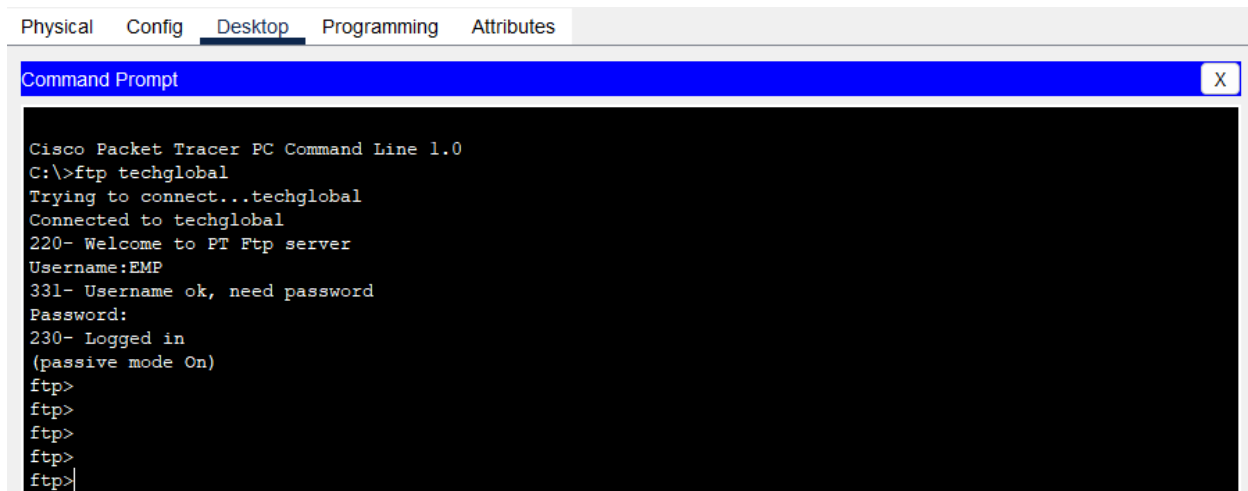 Physical Config Desktop Programming Attributes
Command Prompt
X
Cisco Packet Tracer PC Command Line 1.0
C:\>ftp techglobal
Trying to connect...techglobal
Connected to techglobal
220- Welcome to PT Ftp server
Username:EMP
331- Username ok, need password
Password:
230- Logged in
(passive mode On)
ftp>
ftp>
ftp>
ftp>
ftp>